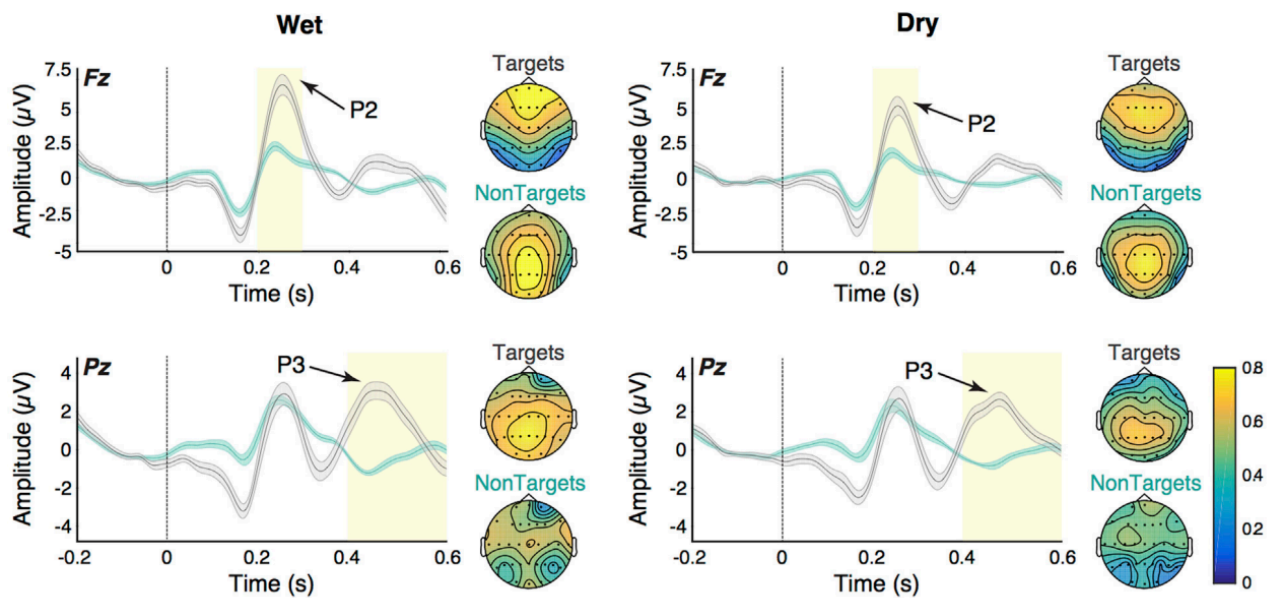 Wet
Dry
7.5
5
2.5
0
-2.5
-5
Amplitude (µV)
Fz
P2
0
0.2
0.4
0.6
Time (s)
Targets
NonTargets
7.5
5
2.5
0
-2.5
-5
Amplitude (µV)
Fz
P2
0
0.2
0.4
0.6
Time (s)
Targets
NonTargets
4
2
0
-2
-4
Amplitude (µV)
Pz
P3
-0.2
0
0.2
0.4
0.6
Time (s)
Targets
NonTargets
4
2
0
-2
-4
Amplitude (µV)
Pz
P3
-0.2
0
0.2
0.4
0.6
Time (s)
Targets
NonTargets
0.8
0.6
0.4
02
0